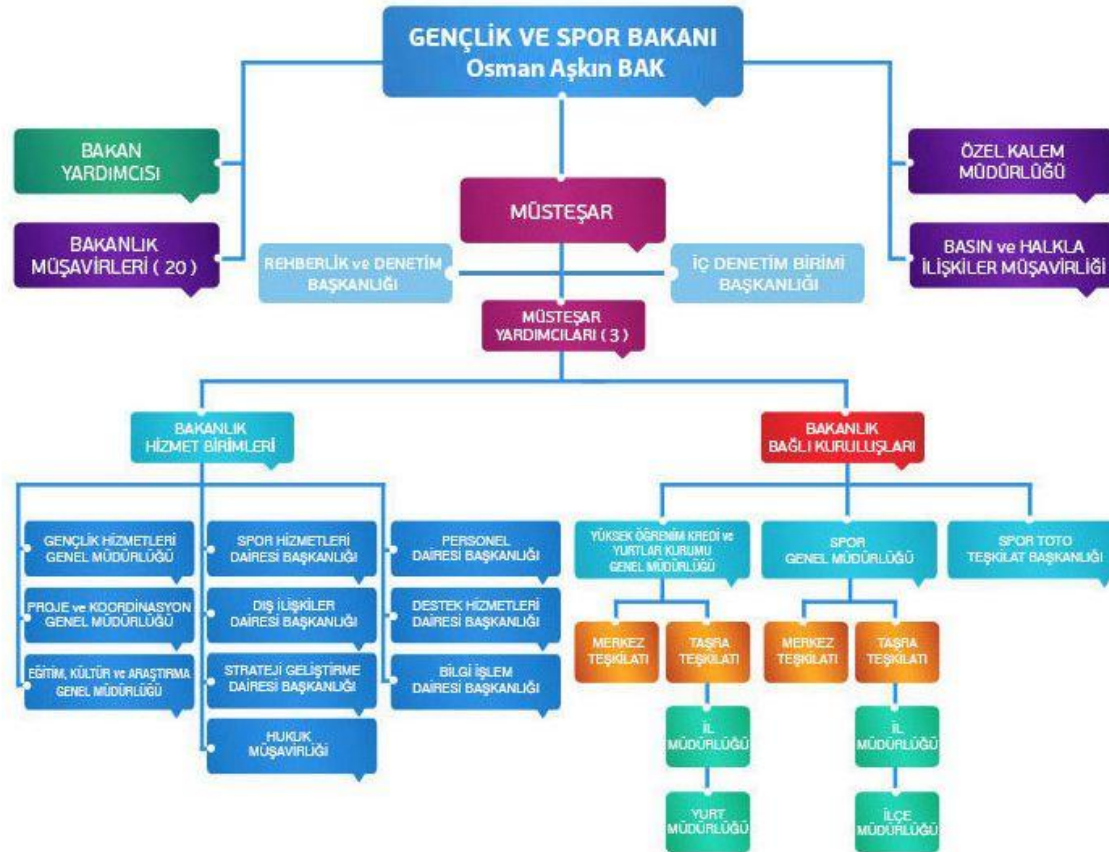 GENÇLİK VE SPOR BAKANI
Osman Aşkın BAK
BAKAN
YARDIMCISI
ÖZEL KALEM
MÜDÜRLÜĞÜ
MÜSTEŞAR
BAKANLIK
MÜŞAVİRLERİ ( 20 )
BASIN ve HALKLA
İLİŞKİLER MÜŞAVİRLİĞİ
REHBERLİK ve DENETİM
BAŞKANLIĞI
İÇ DENETİM BİRİMİ
BAŞKANLIĞI
MÜSTEŞAR
YARDIMCILARI ( 3 )
BAKANLIK
HİZMET BİRİMLERİ
BAKANLIK
BAĞLI KURULUŞLARI
GENÇLİK HİZMETLERİ
GENEL MÜDÜRLÜĞÜ
SPOR HİZMETLERİ
DAİRESİ BAŞKANLIĞI
PERSONEL
DAİRESİ BAŞKANLIĞI
YÜKSEK ÖĞRENİM KREDİ ve
YURTLAR KURUMU
GENEL MÜDÜRLÜĞÜ
SPOR
GENEL MÜDÜRLÜĞÜ
SPOR TOTO
TEŞKİLAT BAŞKANLIĞI
PROJE ve KOORDİNASYON
GENEL MÜDÜRLÜĞÜ
DIŞ İLİŞKİLER
DAİRESİ BAŞKANLIĞI
DESTEK HİZMETLERİ
DAİRESİ BAŞKANLIĞI
MERKEZ
TEŞKİLATI
TAŞRA
TEŞKİLATI
MERKEZ
TEŞKİLATI
TAŞRA
TEŞKİLATI
EĞİTİM, KÜLTÜR ve ARAŞTIRMA
GENEL MÜDÜRLÜĞÜ
STRATEJİ GELİŞTİRME
DAİRESİ BAŞKANLIĞI
BİLGİ İŞLEM
DAİRESİ BAŞKANLIĞI
HUKUK
MÜŞAVİRLİĞİ
İL
MÜDÜRLÜĞÜ
İL
MÜDÜRLÜĞÜ
YURT
MÜDÜRLÜĞÜ
İLÇE
MÜDÜRLÜĞÜ